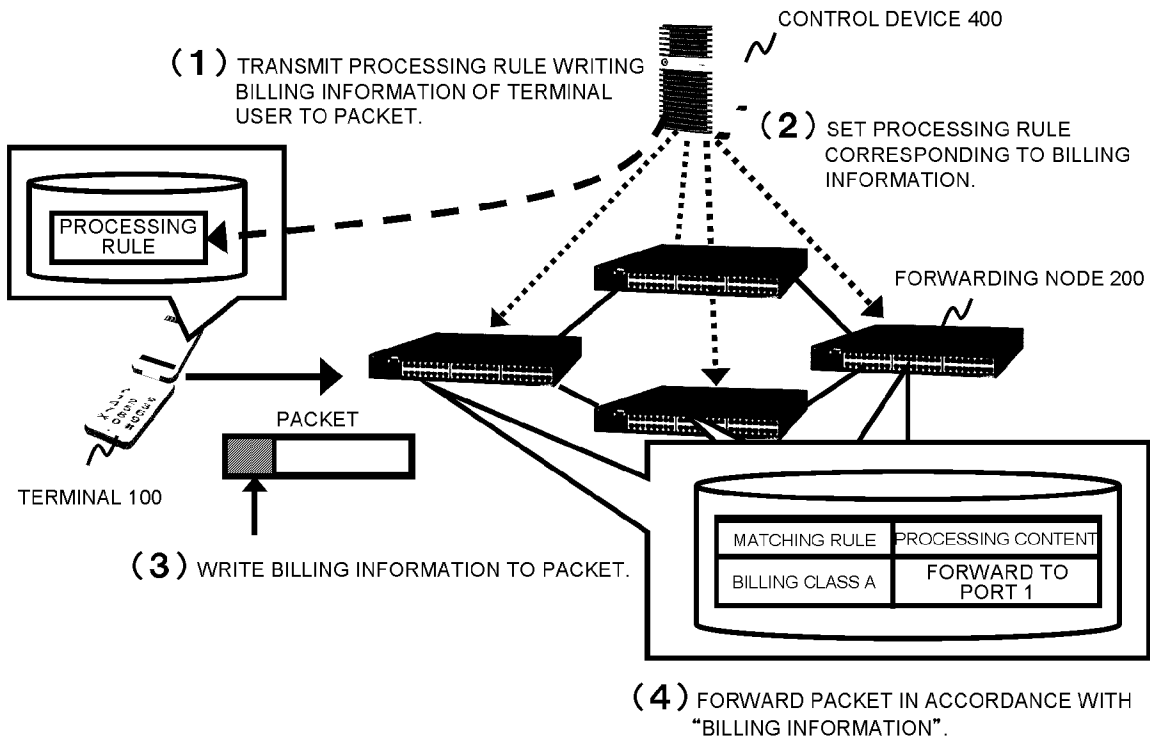 CONTROL DEVICE 400
(1) TRANSMIT PROCESSING RULE WRITING
BILLING INFORMATION OF TERMINAL
USER TO PACKET.
(2) SET PROCESSING RULE
CORRESPONDING TO BILLING
INFORMATION.
PROCESSING
RULE
FORWARDING NODE 200
PACKET
TERMINAL 100
(3) WRITE BILLING INFORMATION TO PACKET.
MATCHING RULE PROCESSING CONTENT
BILLING CLASS A FORWARD TO
PORT 1
(4) FORWARD PACKET IN ACCORDANCE WITH
“BILLING INFORMATION”.